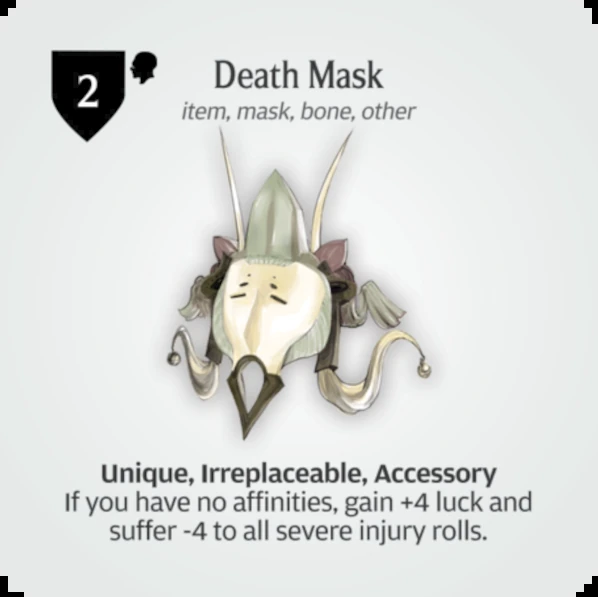 2
Death Mask
item, mask, bone, other
Unique, Irreplaceable, Accessory
If you have no affinities, gain +4 luck and
suffer -4 to all severe injury rolls.